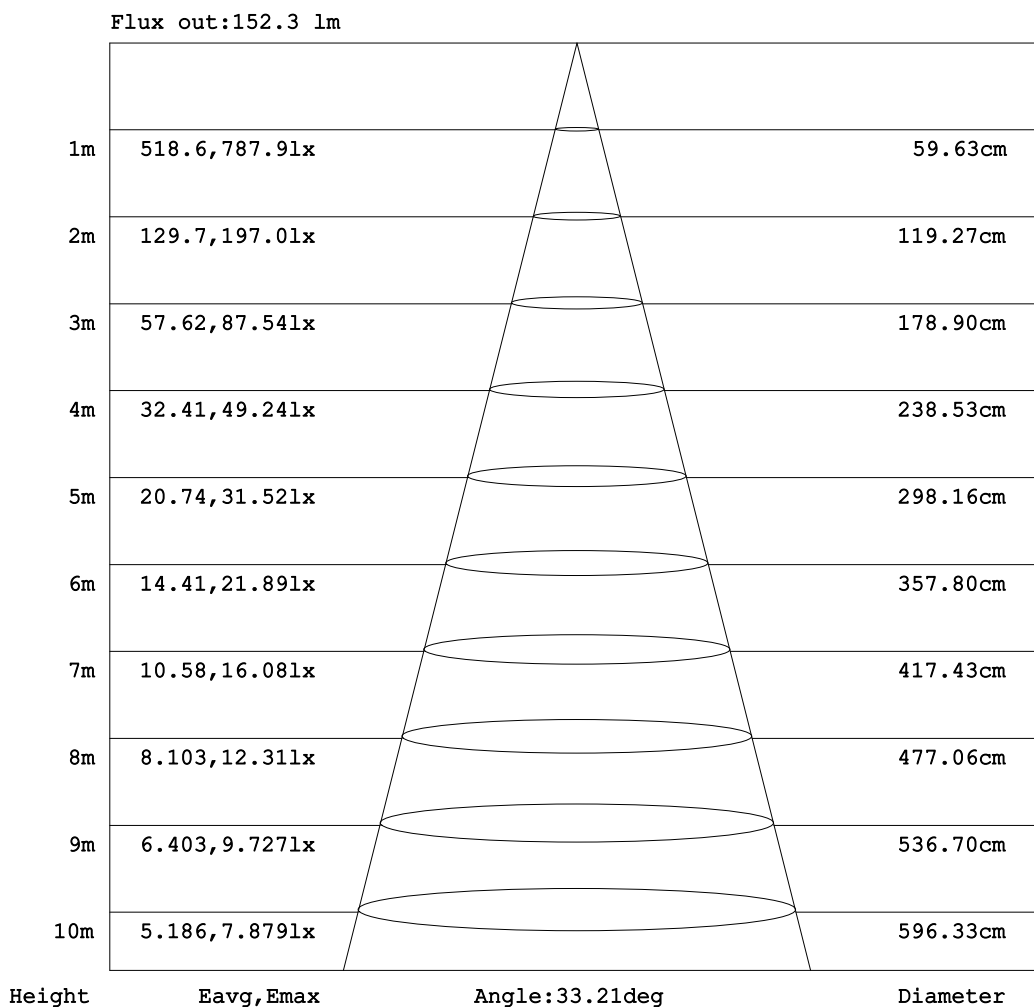 Flux out:152.3 lm
1m 518.6,787.9lx 59.63cm
2m 129.7,197.0lx 119.27cm
3m 57.62,87.54lx 178.90cm
4m 32.41,49.24lx 238.53cm
5m 20.74,31.52lx 298.16cm
6m 14.41,21.89lx 357.80cm
7m 10.58,16.08lx 417.43cm
8m 8.103,12.31lx 477.06cm
9m 6.403,9.727lx 536.70cm
10m 5.186,7.879lx 596.33cm
Height Eavg,Emax Angle:33.21deg Diameter